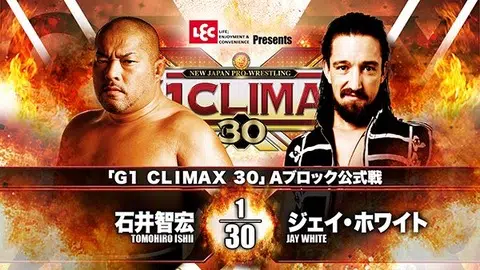 LEC LIFE, ENJOYMENT & CONVENIENCE Presents
NEW JAPAN PRO-WRESTLING
G1 CLIMAX
30
「G1 CLIMAX 30」Aブロック公式戦
石井智宏
TOMOHIRO ISHII
1/30
ジェイ・ホワイト
JAY WHITE